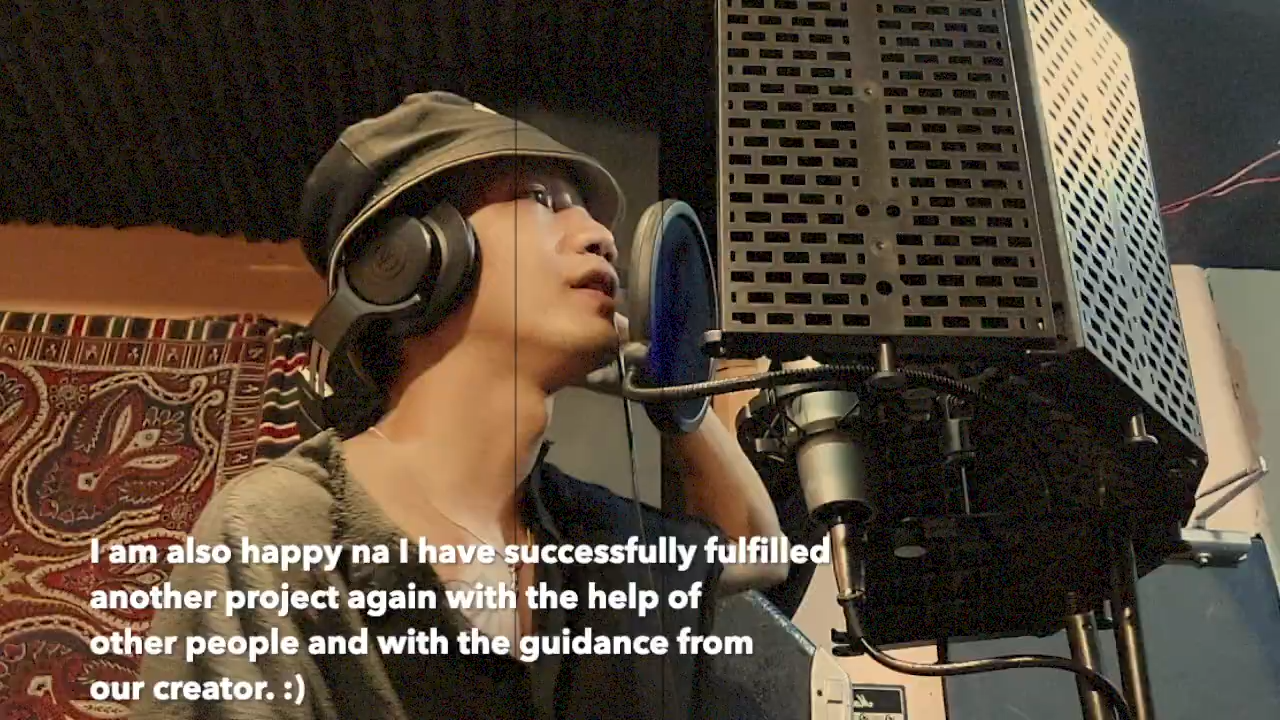 I am also happy na I have successfully fulfilled
another project again with the help of
other people and with the guidance from
our creator. :)